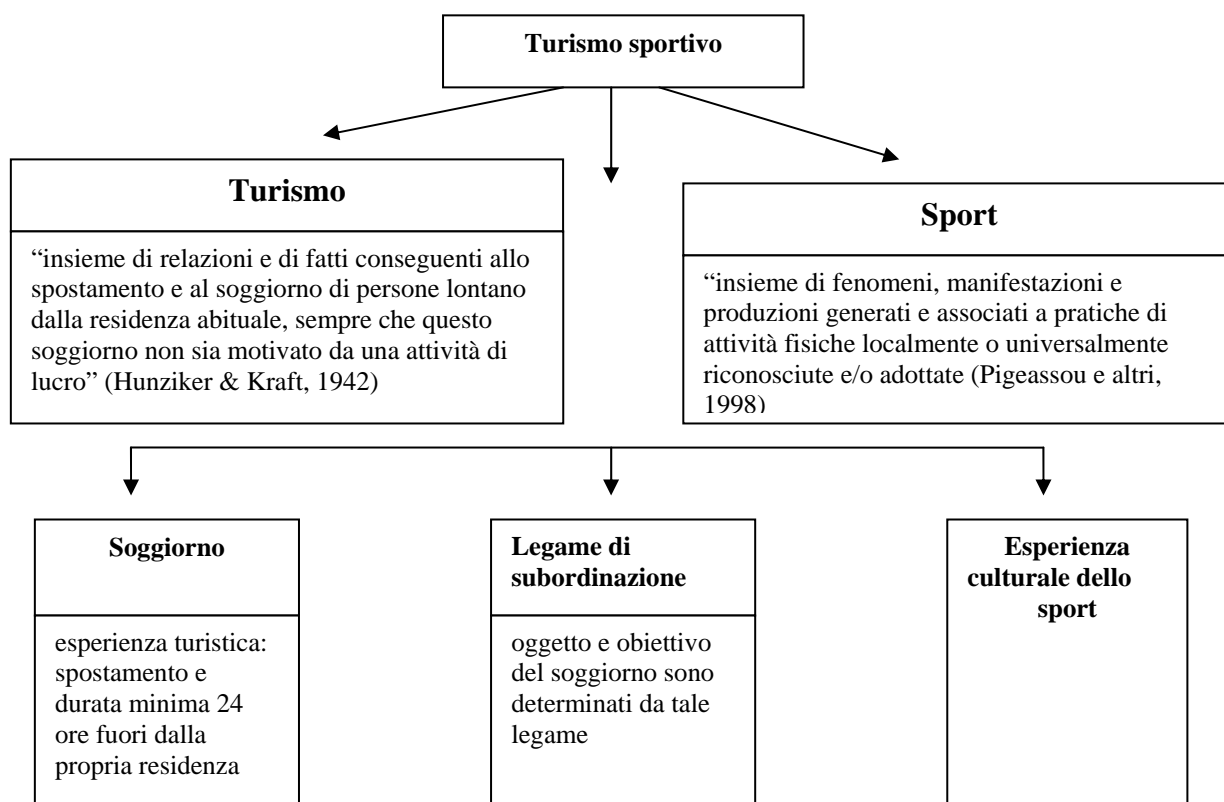 Turismo sportivo
Turismo
“insieme di relazioni e di fatti conseguenti allo
spostamento e al soggiorno di persone lontano
dalla residenza abituale, sempre che questo
soggiorno non sia motivato da una attività di
lucro” (Hunziker & Kraft, 1942)
Sport
“insieme di fenomeni, manifestazioni e
produzioni generati e associati a pratiche di
attività fisiche localmente o universalmente
riconosciute e/o adottate (Pigeassou e altri,
1998)
Soggiorno
esperienza turistica:
spostamento e
durata minima 24
ore fuori dalla
propria residenza
Legame di
subordinazione
oggetto e obiettivo
del soggiorno sono
determinati da tale
legame
Esperienza
culturale dello
sport